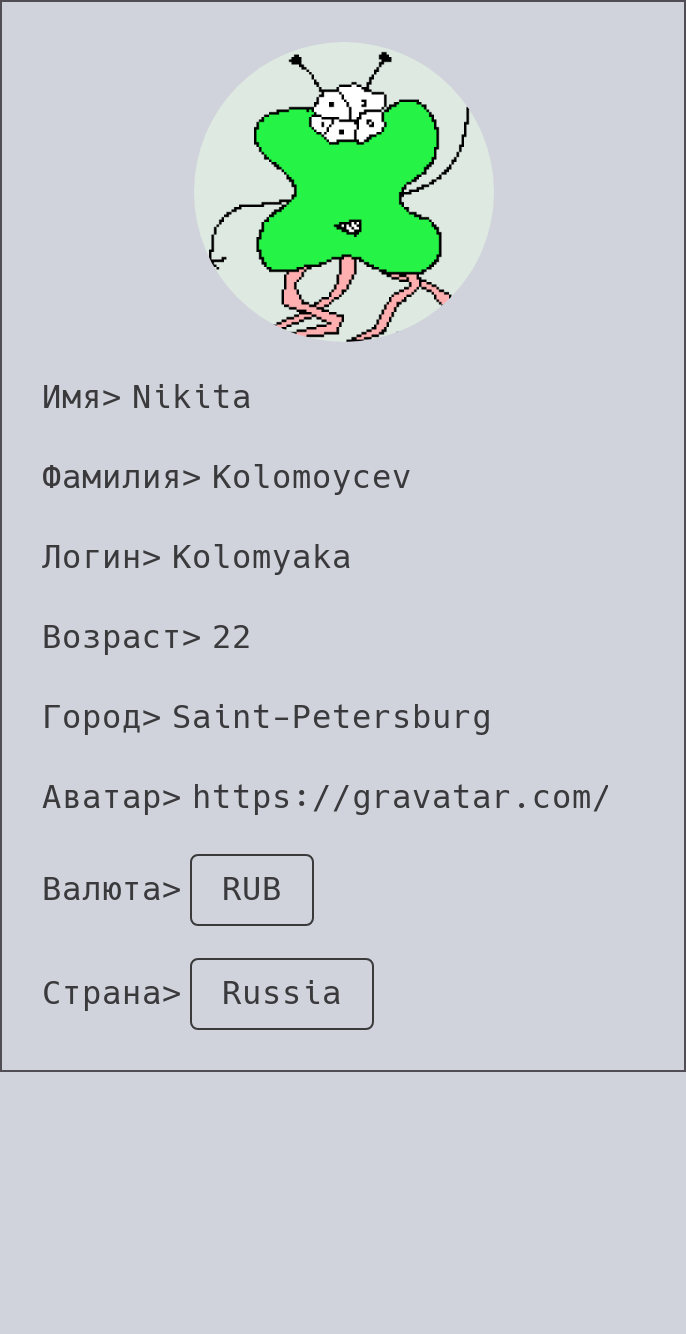 Имя> Nikita
Фамилия> Kolomoycev
Логин> Kolomyaka
Возраст> 22
Город> Saint-Petersburg
Аватар> https://gravatar.com/
Валюта> RUB
Страна> Russia